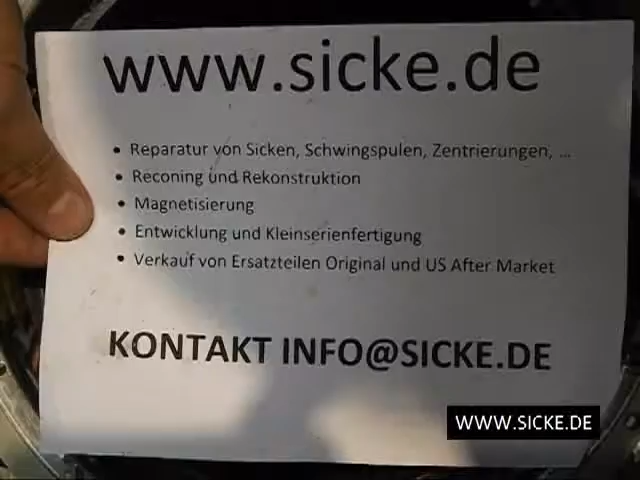 www.sicke.de
• Reparatur von Sicken, Schwingspulen, Zentrierungen, ...
• Reconing und Rekonstruktion
• Magnetisierung
• Entwicklung und Kleinserienfertigung
• Verkauf von Ersatzteilen Original und US After Market
KONTAKT INFO@SICKE.DE
WWW.SICKE.DE